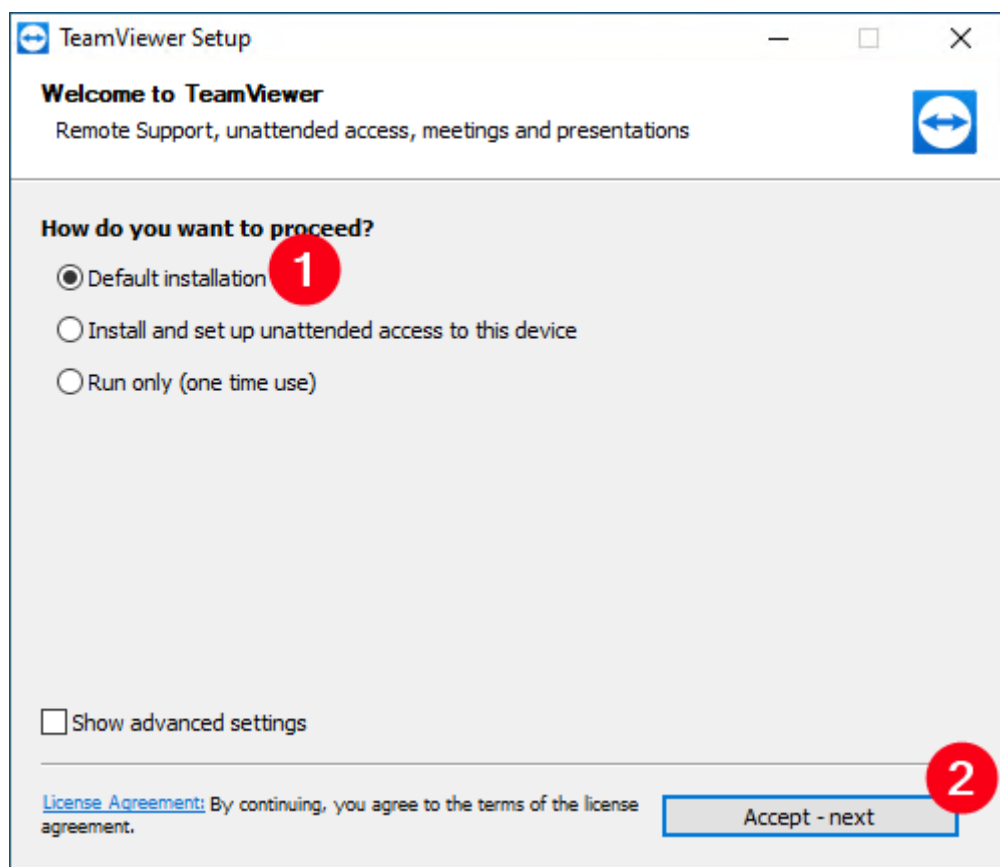 TeamViewer Setup
Welcome to TeamViewer
Remote Support, unattended access, meetings and presentations
How do you want to proceed?
1
Default installation
Install and set up unattended access to this device
Run only (one time use)
Show advanced settings
2
License Agreement: By continuing, you agree to the terms of the license
agreement.
Accept - next